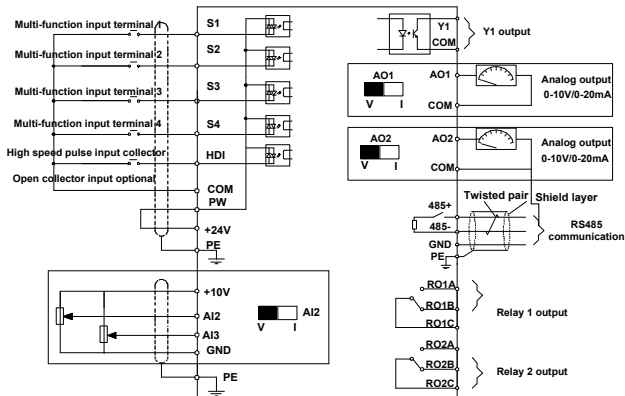 Multi-function input terminal 1
S1
Multi-function input terminal 2
S2
Multi-function input terminal 3
S3
Multi-function input terminal 4
S4
High speed pulse input collector
HDI
Open collector input optional
COM
PW
+24V
PE
+10V
AI2
AI3
GND
V I
AI2
PE
Y1
COM
Y1 output
AO1
V I
AO1
COM
Analog output
0-10V/0-20mA
AO2
V I
AO2
COM
Analog output
0-10V/0-20mA
Twisted pair
Shield layer
485+
485-
GND
PE
RS485
communication
RO1A
RO1B
RO1C
Relay 1 output
RO2A
RO2B
RO2C
Relay 2 output